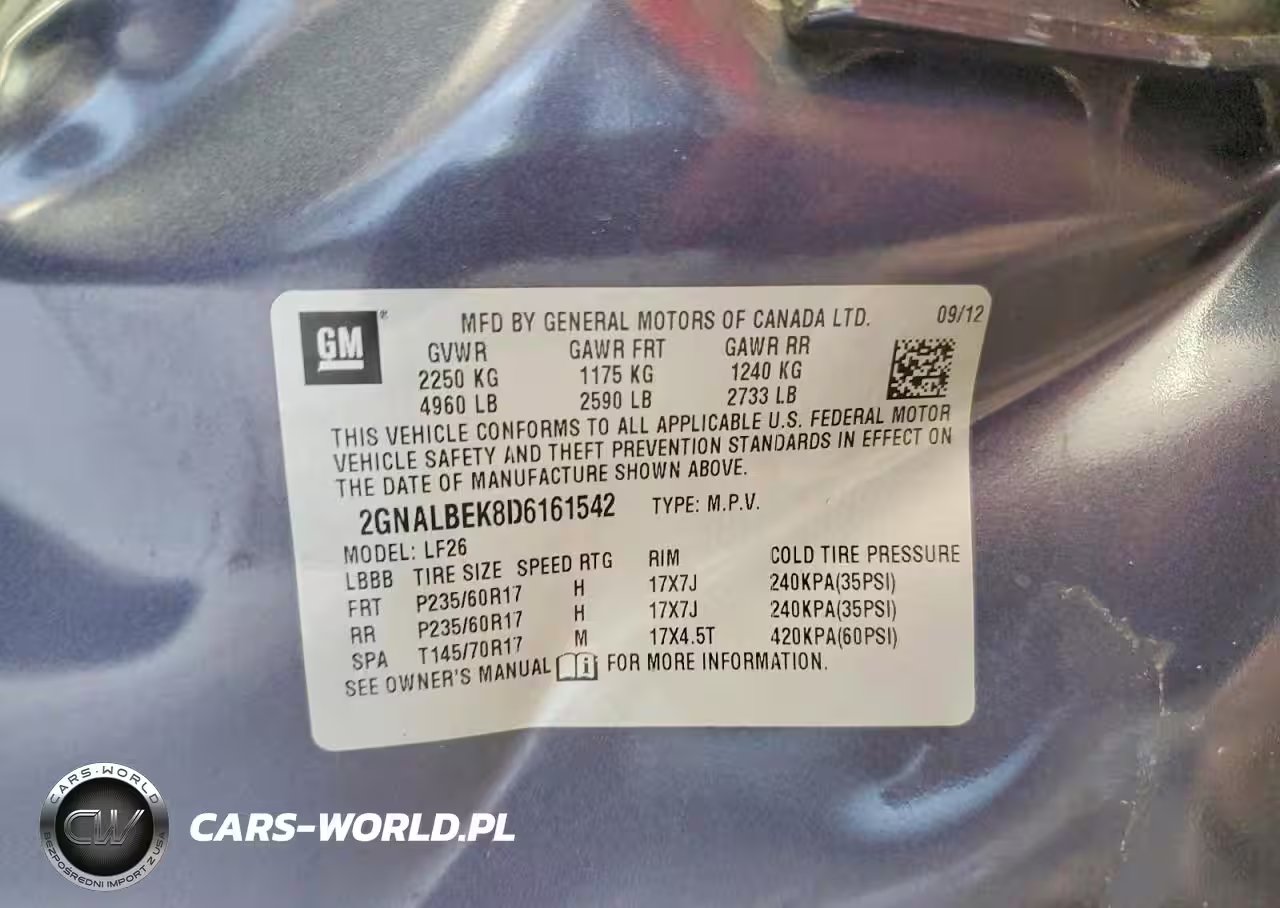 GM
MFD BY GENERAL MOTORS OF CANADA LTD. 09/12
GVWR GAWR FRT GAWR RR
2250 KG 1175 KG 1240 KG
4960 LB 2590 LB 2733 LB
THIS VEHICLE CONFORMS TO ALL APPLICABLE U.S. FEDERAL MOTOR
VEHICLE SAFETY AND THEFT PREVENTION STANDARDS IN EFFECT ON
THE DATE OF MANUFACTURE SHOWN ABOVE.
2GNALBEK8D6161542 TYPE: M.P.V.
MODEL: LF26
LBBB TIRE SIZE SPEED RTG RIM COLD TIRE PRESSURE
FRT P235/60R17 H 17X7J 240KPA(35PSI)
RR P235/60R17 H 17X7J 240KPA(35PSI)
SPA T145/70R17 M 17X4.5T 420KPA(60PSI)
SEE OWNER'S MANUAL FOR MORE INFORMATION.
CARS-WORLD
CW
BEZPOŚREDNI IMPORT Z USA
CARS-WORLD.PL